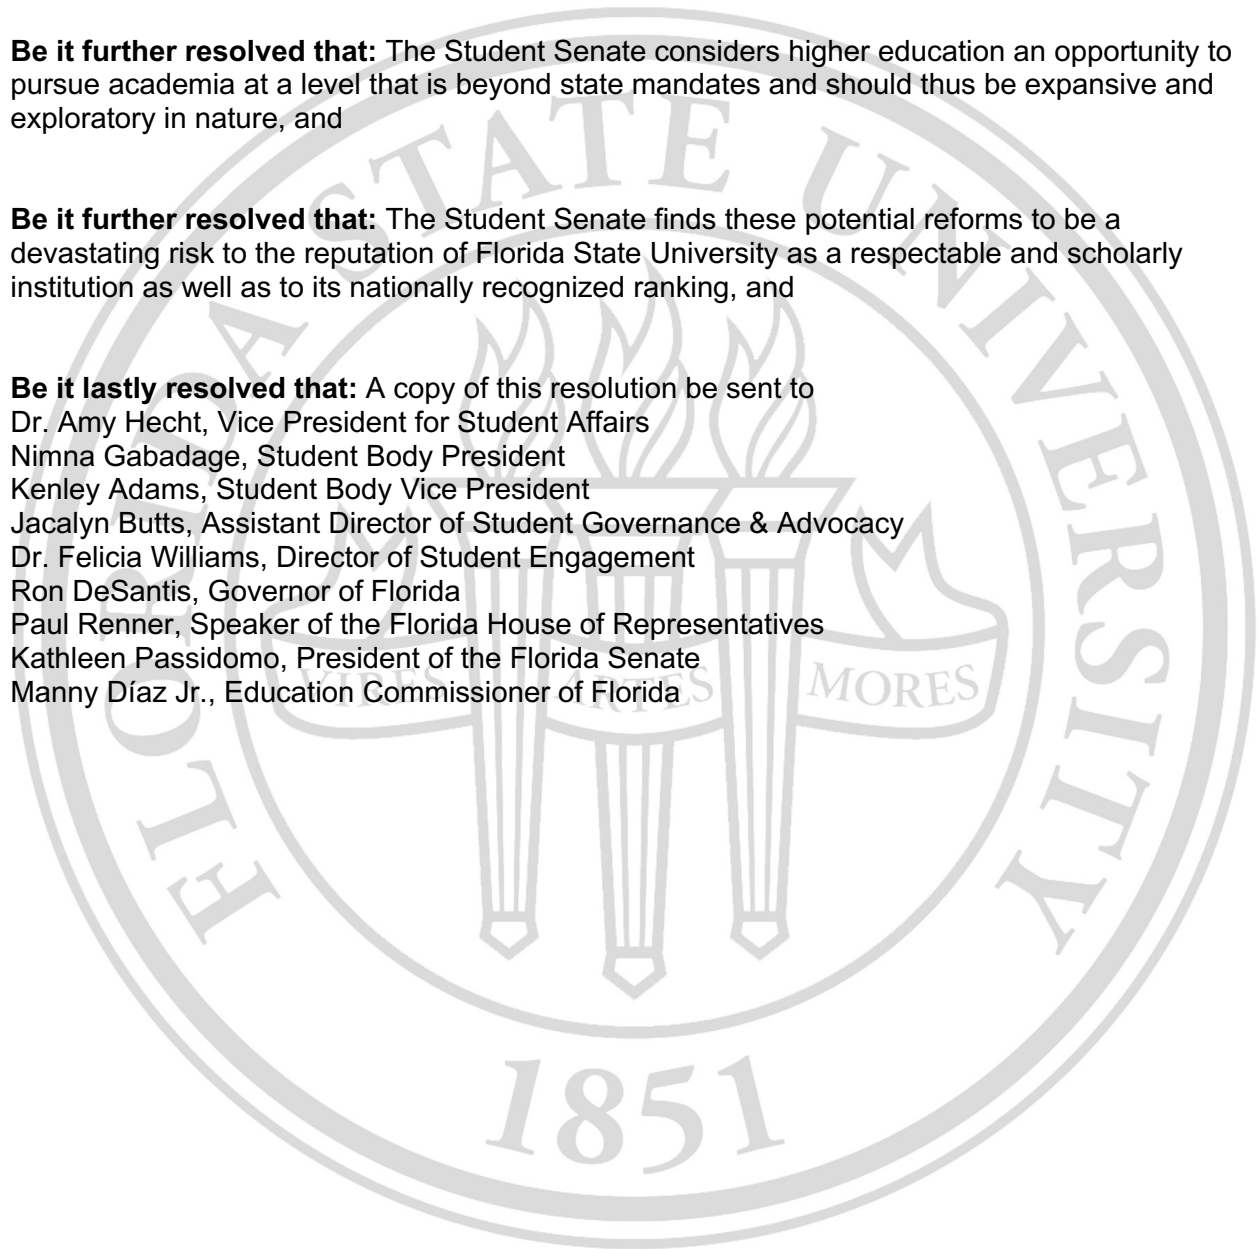 Be it further resolved that: The Student Senate considers higher education an opportunity to
pursue academia at a level that is beyond state mandates and should thus be expansive and
exploratory in nature, and
Be it further resolved that: The Student Senate finds these potential reforms to be a
devastating risk to the reputation of Florida State University as a respectable and scholarly
institution as well as to its nationally recognized ranking, and
Be it lastly resolved that: A copy of this resolution be sent to
Dr. Amy Hecht, Vice President for Student Affairs
Nimna Gabadage, Student Body President
Kenley Adams, Student Body Vice President
Jacalyn Butts, Assistant Director of Student Governance & Advocacy
Dr. Felicia Williams, Director of Student Engagement
Ron DeSantis, Governor of Florida
Paul Renner, Speaker of the Florida House of Representatives
Kathleen Passidomo, President of the Florida Senate
Manny Díaz Jr., Education Commissioner of Florida
FLORIDA STATE UNIVERSITY
VIRES ARTES MORES
1851